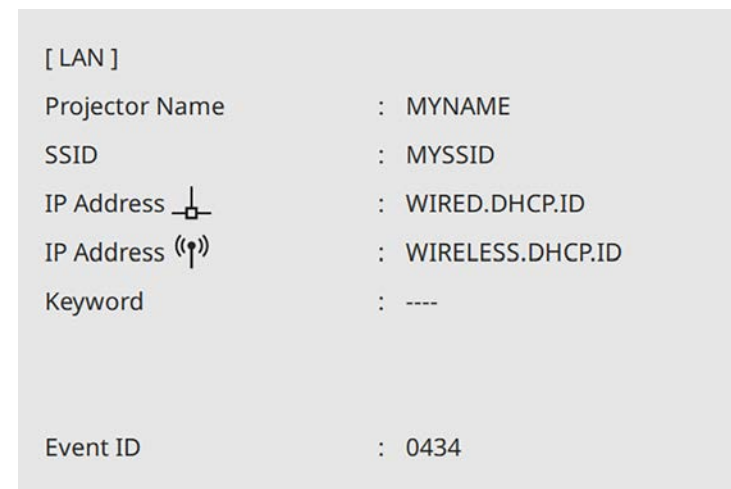 [ LAN ]
Projector Name : MYNAME
SSID : MYSSID
IP Address : WIRED.DHCP.ID
IP Address : WIRELESS.DHCP.ID
Keyword : ----
Event ID : 0434